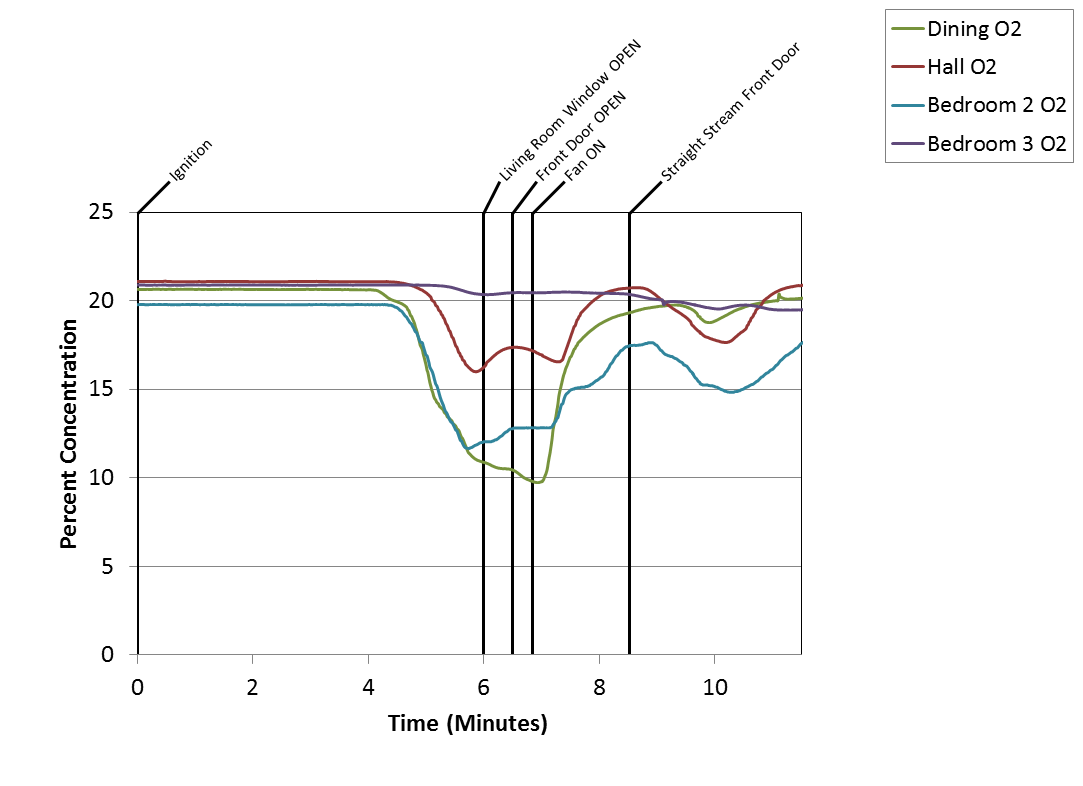 Dining O2
Hall O2
Bedroom 2 O2
Bedroom 3 O2
Ignition
Living Room Window OPEN
Front Door OPEN
Fan ON
Straight Stream Front Door
25
20
15
10
5
0
Percent Concentration
0 2 4 6 8 10
Time (Minutes)